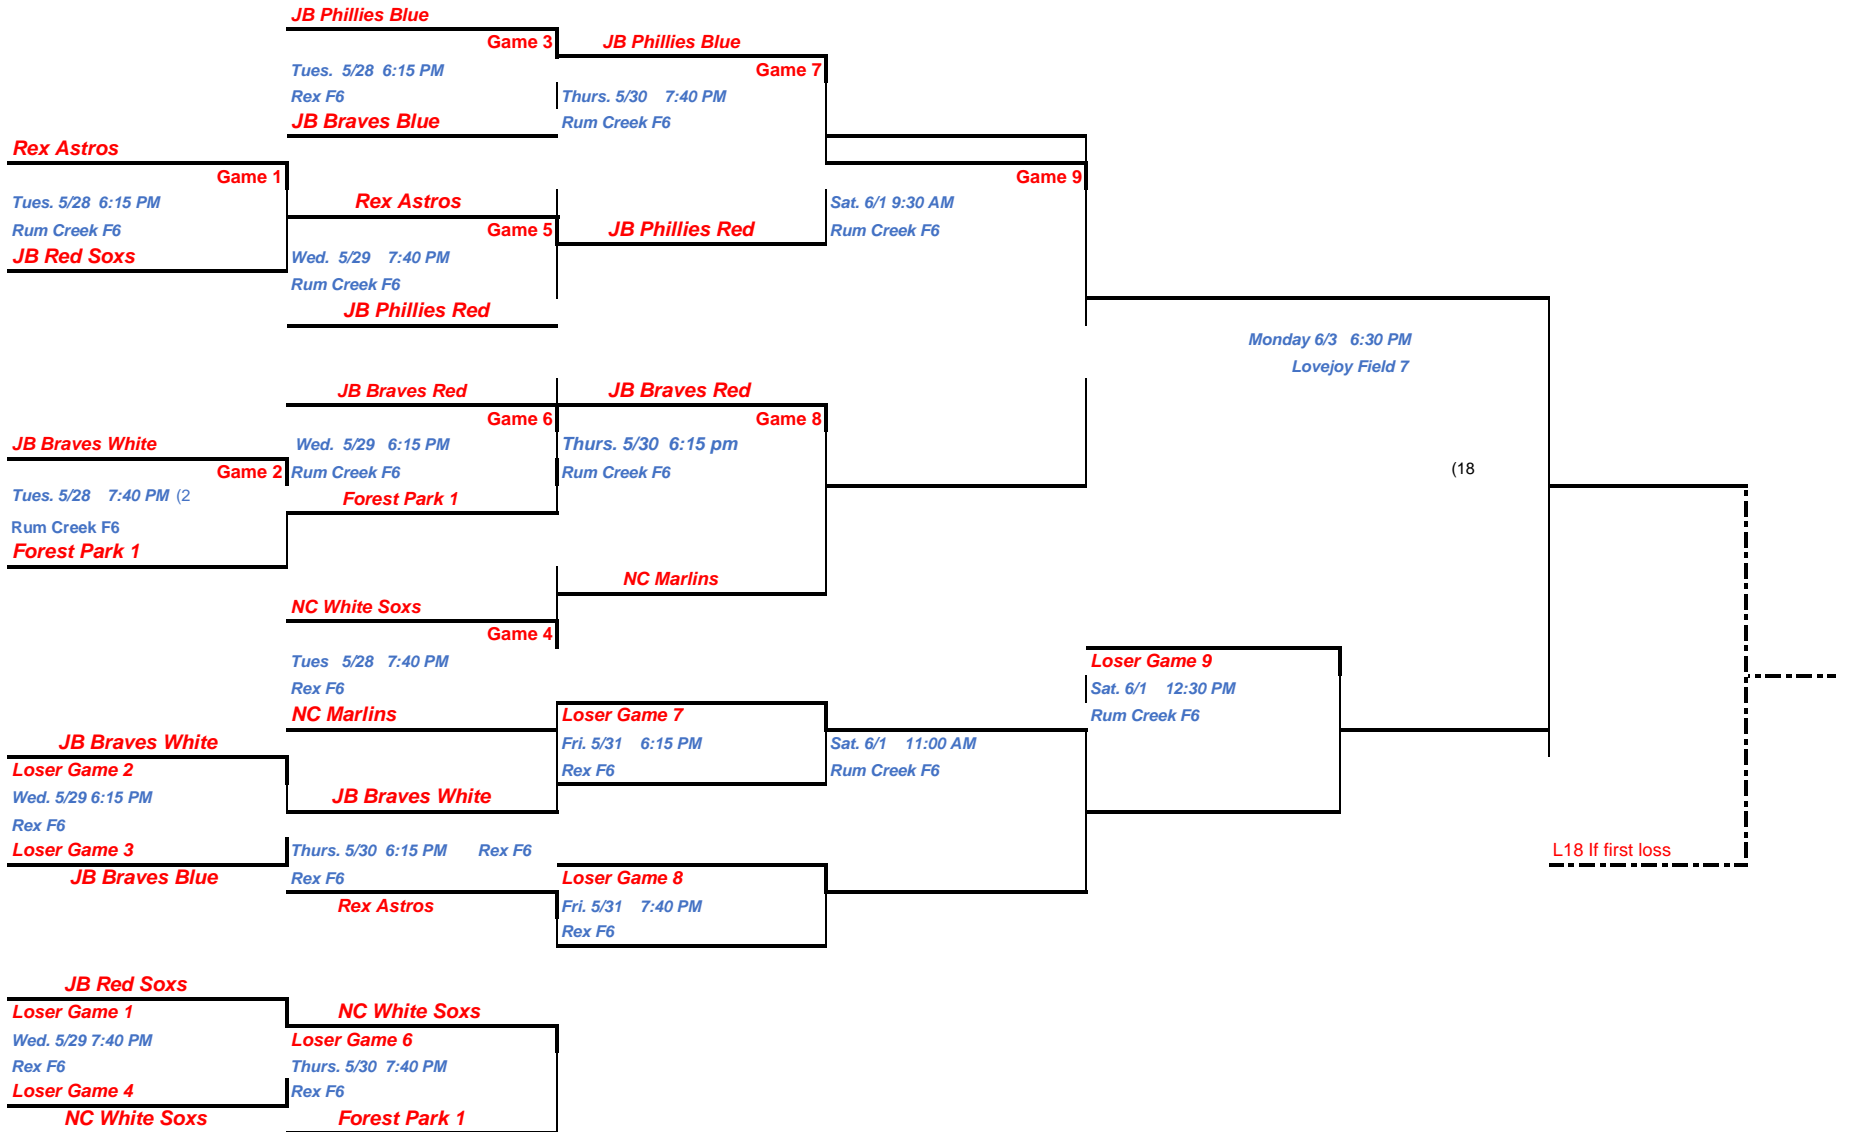 JB Phillies Blue
Game 3
JB Phillies Blue
Tues. 5/28 6:15 PM
Game 7
Rex F6
Thurs. 5/30 7:40 PM
JB Braves Blue
Rum Creek F6
Rex Astros
Game 1
Game 9
Tues. 5/28 6:15 PM
Rex Astros
Sat. 6/1 9:30 AM
Rum Creek F6
Game 5
JB Phillies Red
Rum Creek F6
JB Red Soxs
Wed. 5/29 7:40 PM
Rum Creek F6
JB Phillies Red
Monday 6/3 6:30 PM
Lovejoy Field 7
JB Braves Red
JB Braves Red
Game 6
Game 8
JB Braves White
Wed. 5/29 6:15 PM
Thurs. 5/30 6:15 pm
Game 2
Rum Creek F6
Rum Creek F6
(18
Tues. 5/28 7:40 PM (2
Forest Park 1
Rum Creek F6
Forest Park 1
NC Marlins
NC White Soxs
Game 4
Tues 5/28 7:40 PM
Loser Game 9
Rex F6
Sat. 6/1 12:30 PM
NC Marlins
Loser Game 7
Rum Creek F6
JB Braves White
Fri. 5/31 6:15 PM
Sat. 6/1 11:00 AM
Loser Game 2
Rex F6
Rum Creek F6
Wed. 5/29 6:15 PM
JB Braves White
Rex F6
Loser Game 3
Thurs. 5/30 6:15 PM Rex F6
L18 If first loss
JB Braves Blue
Rex F6
Loser Game 8
Rex Astros
Fri. 5/31 7:40 PM
Rex F6
JB Red Soxs
Loser Game 1
NC White Soxs
Wed. 5/29 7:40 PM
Loser Game 6
Rex F6
Thurs. 5/30 7:40 PM
Loser Game 4
Rex F6
NC White Soxs
Forest Park 1